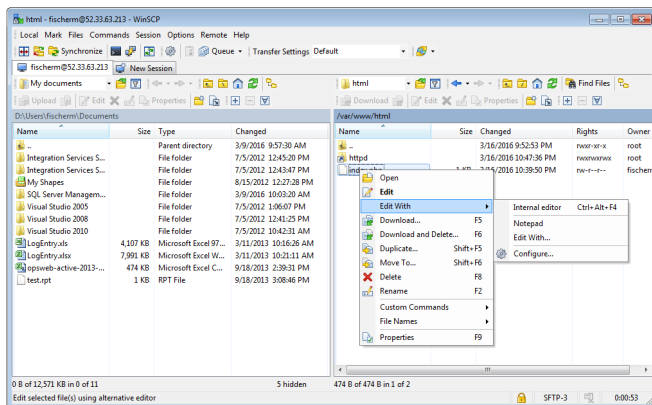 html - fischerm@52.33.63.213 - WinSCP
Local Mark Files Commands Session Options Remote Help
Synchronize Queue Transfer Settings Default
fischerm@52.33.63.213 New Session
My documents html Find Files
Upload Edit Properties Download Edit Properties
D:\Users\fischerm\Documents /var/www/html
Name Size Type Changed Name Size Changed Rights Owner
.. Parent directory 3/9/2016 9:57:30 AM .. 3/16/2016 9:52:53 PM rwxr-xr-x root
Integration Services S... File folder 7/5/2012 12:45:20 PM httpd 3/16/2016 10:47:36 PM rwxrwxrwx root
Integration Services S... File folder 7/5/2012 12:43:47 PM 1 KB 3/16/2016 10:39:50 PM rw-r--r-- fischerm
My Shapes File folder 8/15/2012 12:27:28 PM Open
SQL Server Managem... File folder 3/9/2016 10:03:20 AM Edit
Visual Studio 2005 File folder 7/5/2012 1:06:07 PM Edit With Internal editor Ctrl+Alt+F4
Visual Studio 2008 File folder 7/5/2012 12:41:25 PM Download... F5 Notepad
Visual Studio 2010 File folder 7/5/2012 10:42:31 AM Download and Delete... F6 Edit With...
LogEntry.xls 4,107 KB Microsoft Excel 97... 3/11/2013 10:16:26 AM Duplicate... Shift+F5 Configure...
LogEntry.xlsx 7,991 KB Microsoft Excel W... 3/11/2013 10:21:11 AM Move To... Shift+F6
opsweb-active-2013-... 474 KB Microsoft Excel C... 9/18/2013 2:39:31 PM Delete F8
test.rpt 1 KB RPT File 9/18/2013 3:08:46 PM Rename F2
Custom Commands
File Names
Properties F9
0 B of 12,571 KB in 0 of 11 5 hidden 474 B of 474 B in 1 of 2
Edit selected file(s) using alternative editor SFTP-3 0:00:53